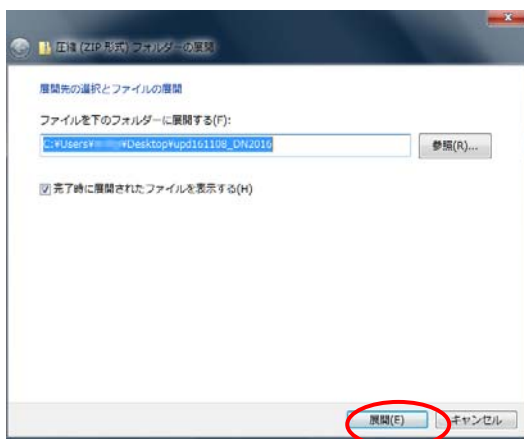 圧縮 (ZIP 形式) フォルダーの展開
展開先の選択とファイルの展開
ファイルを下のフォルダーに展開する(F):
C:¥Users¥ ¥Desktop¥upd161108_DN2016
参照(R)...
完了時に展開されたファイルを表示する(H)
展開(E)
キャンセル